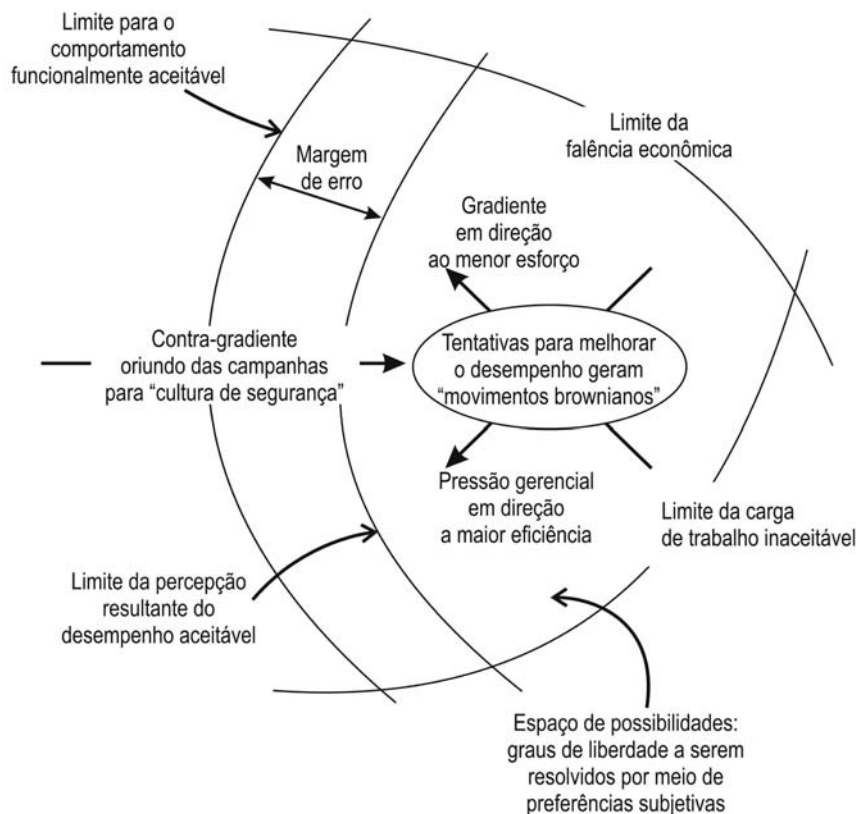 Limite para o
comportamento
funcionalmente aceitável
Limite da
falência econômica
Margem
de erro
Gradiente
em direção
ao menor esforço
Contra-gradiente
oriundo das campanhas
para “cultura de segurança”
Tentativas para melhorar
o desempenho geram
“movimentos brownianos”
Pressão gerencial
em direção
a maior eficiência
Limite da carga
de trabalho inaceitável
Limite da percepção
resultante do
desempenho aceitável
Espaço de possibilidades:
graus de liberdade a serem
resolvidos por meio de
preferências subjetivas